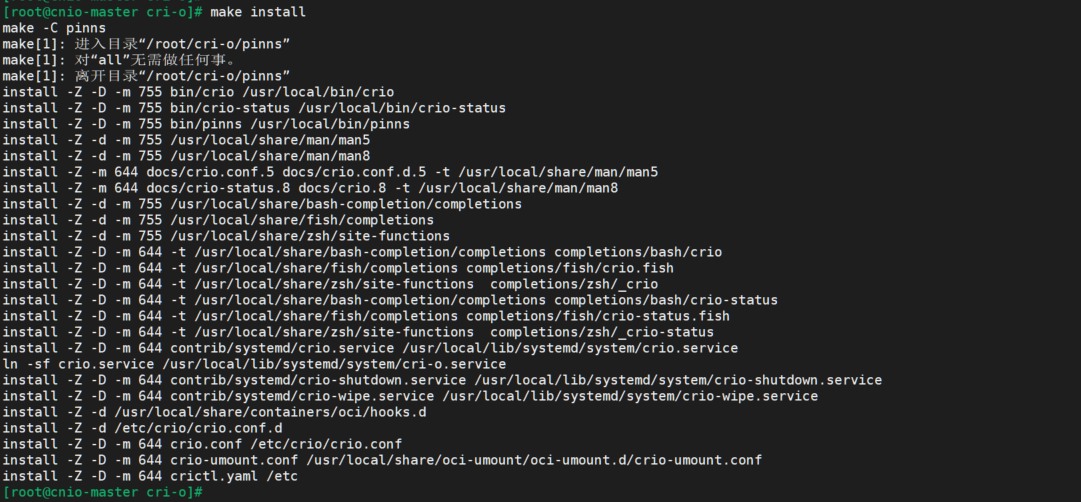 [root@cnio-master cri-o]# make install
make -C pinns
make[1]: 进入目录“/root/cri-o/pinns”
make[1]: 对“all”无需做任何事。
make[1]: 离开目录“/root/cri-o/pinns”
install -Z -D -m 755 bin/crio /usr/local/bin/crio
install -Z -D -m 755 bin/crio-status /usr/local/bin/crio-status
install -Z -D -m 755 bin/pinns /usr/local/bin/pinns
install -Z -d -m 755 /usr/local/share/man/man5
install -Z -d -m 755 /usr/local/share/man/man8
install -Z -m 644 docs/crio.conf.5 docs/crio.conf.d.5 -t /usr/local/share/man/man5
install -Z -m 644 docs/crio-status.8 docs/crio.8 -t /usr/local/share/man/man8
install -Z -d -m 755 /usr/local/share/bash-completion/completions
install -Z -d -m 755 /usr/local/share/fish/completions
install -Z -d -m 755 /usr/local/share/zsh/site-functions
install -Z -D -m 644 -t /usr/local/share/bash-completion/completions completions/bash/crio
install -Z -D -m 644 -t /usr/local/share/fish/completions completions/fish/crio.fish
install -Z -D -m 644 -t /usr/local/share/zsh/site-functions  completions/zsh/_crio
install -Z -D -m 644 -t /usr/local/share/bash-completion/completions completions/bash/crio-status
install -Z -D -m 644 -t /usr/local/share/fish/completions completions/fish/crio-status.fish
install -Z -D -m 644 -t /usr/local/share/zsh/site-functions  completions/zsh/_crio-status
install -Z -D -m 644 contrib/systemd/crio.service /usr/local/lib/systemd/system/crio.service
ln -sf crio.service /usr/local/lib/systemd/system/cri-o.service
install -Z -D -m 644 contrib/systemd/crio-shutdown.service /usr/local/lib/systemd/system/crio-shutdown.service
install -Z -D -m 644 contrib/systemd/crio-wipe.service /usr/local/lib/systemd/system/crio-wipe.service
install -Z -d /usr/local/share/containers/oci/hooks.d
install -Z -d /etc/crio/crio.conf.d
install -Z -D -m 644 crio.conf /etc/crio/crio.conf
install -Z -D -m 644 crio-umount.conf /usr/local/share/oci-umount/oci-umount.d/crio-umount.conf
install -Z -D -m 644 crictl.yaml /etc
[root@cnio-master cri-o]#